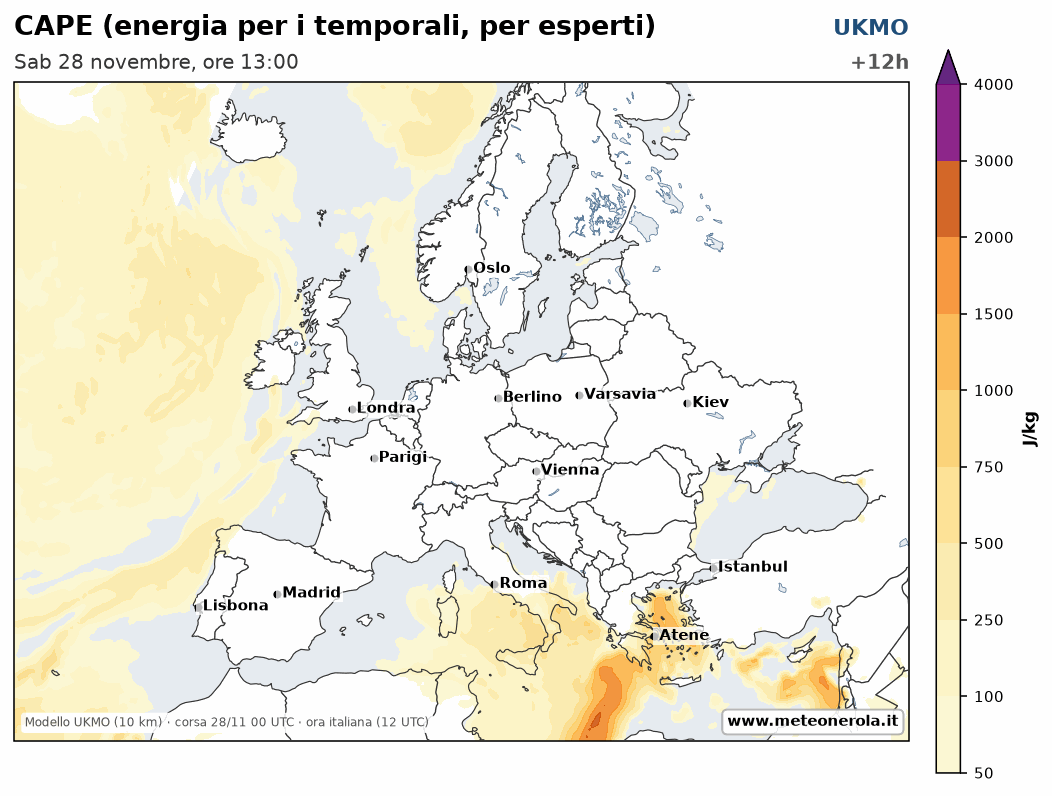 CAPE (energia per i temporali, per esperti)
UKMO
Sab 28 novembre, ore 13:00
+12h
4000
3000
2000
1500
1000
750
500
250
100
50
J/kg
Oslo
Berlino
Varsavia
Kiev
Londra
Parigi
Vienna
Istanbul
Roma
Madrid
Lisbona
Atene
Modello UKMO (10 km) · corsa 28/11 00 UTC · ora italiana (12 UTC)
www.meteonerola.it